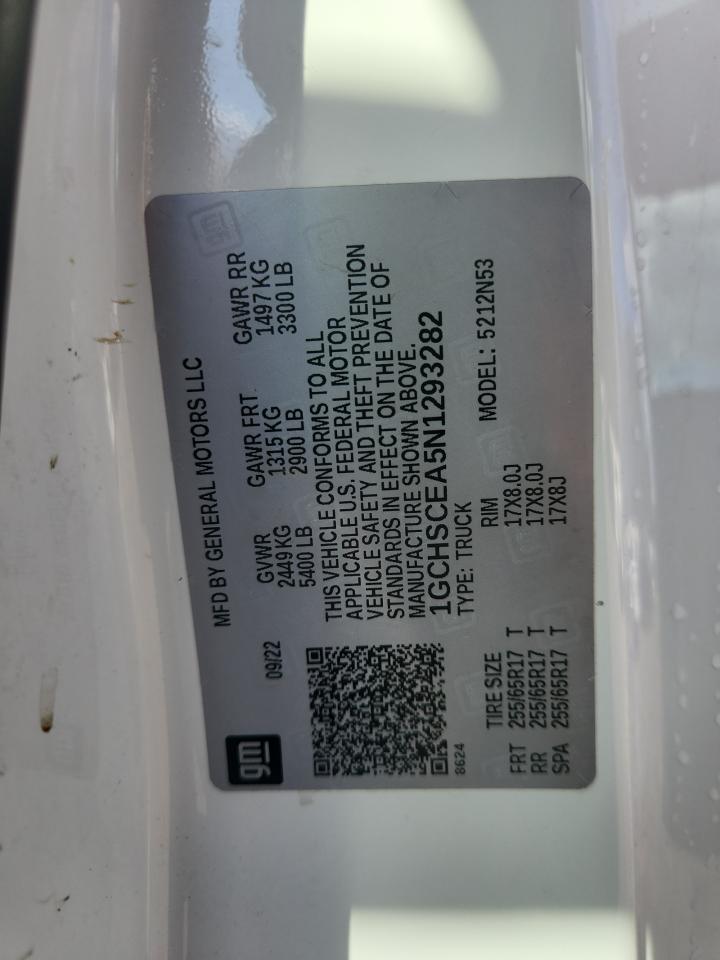 gm
MFD BY GENERAL MOTORS LLC
09/22
GVWR GAWR FRT. GAWR RR
2449 KG 1315 KG 1497 KG
5400 LB 2900 LB 3300 LB
THIS VEHICLE CONFORMS TO ALL
APPLICABLE U.S. FEDERAL MOTOR
VEHICLE SAFETY AND THEFT PREVENTION
STANDARDS IN EFFECT ON THE DATE OF
MANUFACTURE SHOWN ABOVE.
1GCHSCEA5N1293282
8624
TYPE: TRUCK MODEL: 5212N53
TIRE SIZE RIM
FRT 255/65R17 T 17X8.0J
RR 255/65R17 T 17X8.0J
SPA 255/65R17 T 17X8J